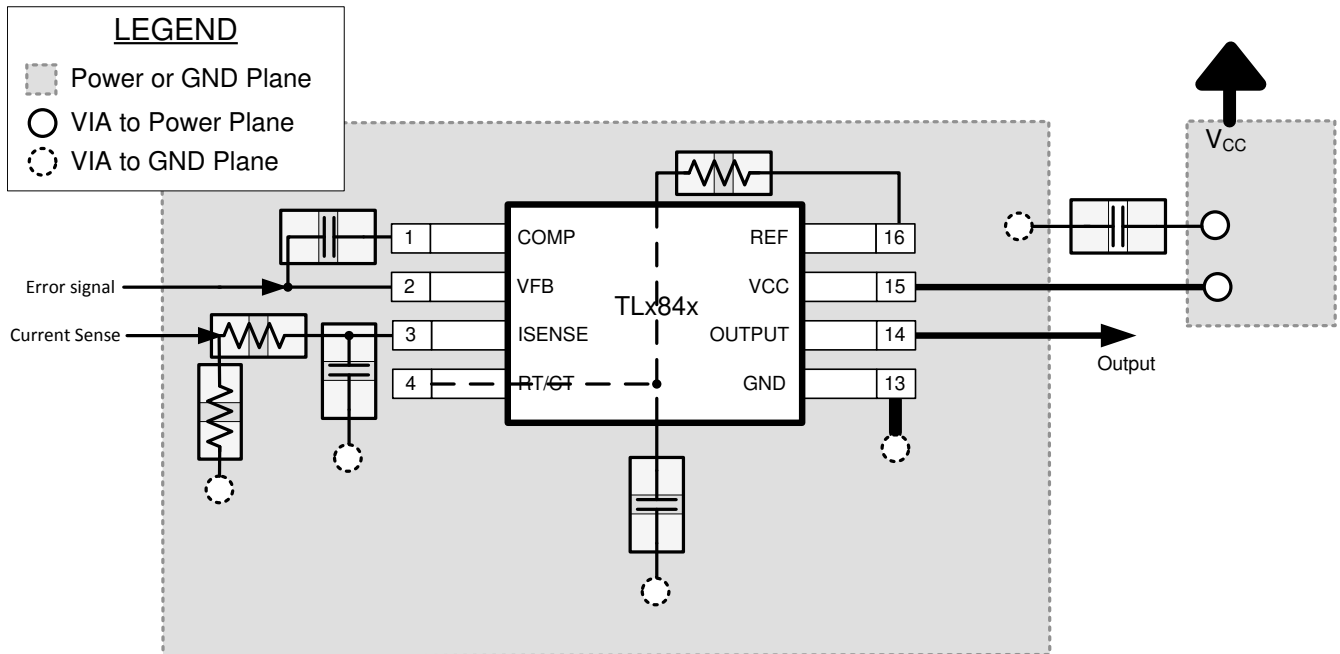 LEGEND
Power or GND Plane
VIA to Power Plane
VIA to GND Plane
VCC
1 COMP REF 16
Error signal 2 VFB VCC 15
TLx84x
Current Sense 3 ISENSE OUTPUT 14
Output
4 RT/CT GND 13